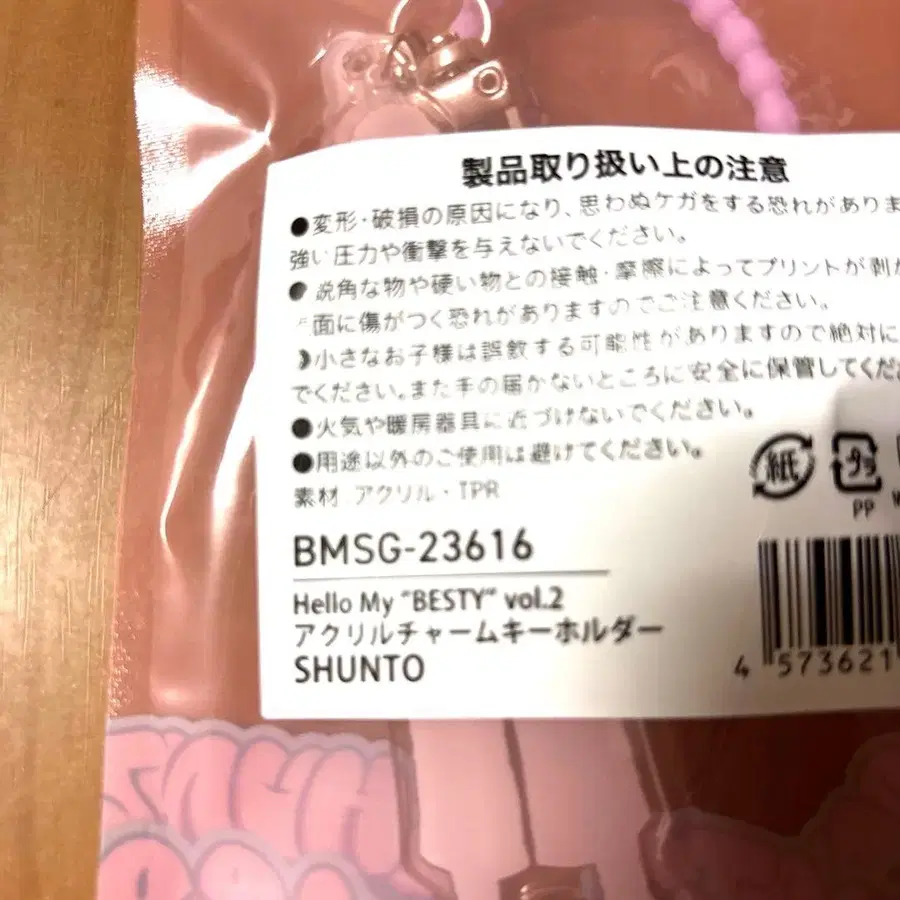 製品取り扱い上の注意
●変形・破損の原因になり、思わぬケガをする恐れがありま
強い圧力や衝撃を与えないでください。
● 鋭角な物や硬い物との接触・摩擦によってプリントが剥が
面に傷がつく恐れがありますのでご注意ください。
●小さなお子様は誤飲する可能性がありますので絶対に
でください。また手の届かないところに安全に保管してくださ
●火気や暖房器具に近づけないでください。
●用途以外のご使用は避けてください。
素材 アクリル・TPR
紙
プラ
PP
BMSG-23616
Hello My "BESTY" vol.2
アクリルチャームキーホルダー
SHUNTO
4 573621